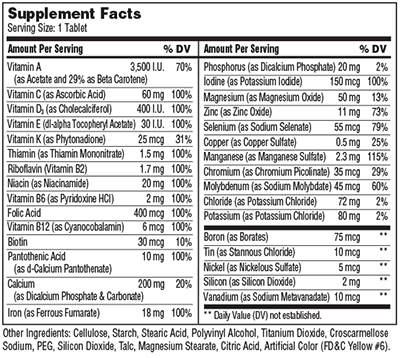 Supplement Facts
Serving Size: 1 Tablet
Amount Per Serving % DV
Vitamin A 3,500 I.U. 70%
(as Acetate and 29% as Beta Carotene)
Vitamin C (as Ascorbic Acid) 60 mg 100%
Vitamin D₃ (as Cholecalciferol) 400 I.U. 100%
Vitamin E (dl-alpha Tocopheryl Acetate) 30 I.U. 100%
Vitamin K (as Phytonadione) 25 mcg 31%
Thiamin (as Thiamin Mononitrate) 1.5 mg 100%
Riboflavin (Vitamin B2) 1.7 mg 100%
Niacin (as Niacinamide) 20 mg 100%
Vitamin B6 (as Pyridoxine HCl) 2 mg 100%
Folic Acid 400 mcg 100%
Vitamin B12 (as Cyanocobalamin) 6 mcg 100%
Biotin 30 mcg 10%
Pantothenic Acid 10 mg 100%
(as d-Calcium Pantothenate)
Calcium 200 mg 20%
(as Dicalcium Phosphate & Carbonate)
Iron (as Ferrous Fumarate) 18 mg 100%
Amount Per Serving % DV
Phosphorus (as Dicalcium Phosphate) 20 mg 2%
Iodine (as Potassium Iodide) 150 mcg 100%
Magnesium (as Magnesium Oxide) 50 mg 13%
Zinc (as Zinc Oxide) 11 mg 73%
Selenium (as Sodium Selenate) 55 mcg 79%
Copper (as Copper Sulfate) 0.5 mg 25%
Manganese (as Manganese Sulfate) 2.3 mg 115%
Chromium (as Chromium Picolinate) 35 mcg 29%
Molybdenum (as Sodium Molybdate) 45 mcg 60%
Chloride (as Potassium Chloride) 72 mg 2%
Potassium (as Potassium Chloride) 80 mg 2%
Boron (as Borates) 75 mcg **
Tin (as Stannous Chloride) 10 mcg **
Nickel (as Nickelous Sulfate) 5 mcg **
Silicon (as Silicon Dioxide) 2 mg **
Vanadium (as Sodium Metavanadate) 10 mcg **
** Daily Value (DV) not established.
Other Ingredients: Cellulose, Starch, Stearic Acid, Polyvinyl Alcohol, Titanium Dioxide, Croscarmellose
Sodium, PEG, Silicon Dioxide, Talc, Magnesium Stearate, Citric Acid, Artificial Color (FD&C Yellow #6).